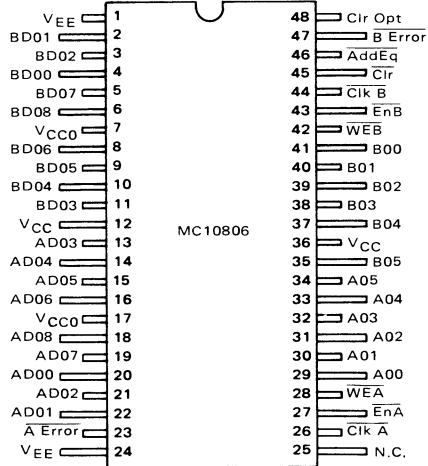 VEE 1 48 Clr Opt
BD01 2 47 B Error
BD02 3 46 AddEq
BD00 4 45 Clr
BD07 5 44 Clk B
BD08 6 43 EnB
VCC0 7 42 WEB
BD06 8 41 B00
BD05 9 40 B01
BD04 10 39 B02
BD03 11 38 B03
VCC 12 37 B04
MC10806
AD03 13 36 VCC
AD04 14 35 B05
AD05 15 34 A05
AD06 16 33 A04
VCC0 17 32 A03
AD08 18 31 A02
AD07 19 30 A01
AD00 20 29 A00
AD02 21 28 WEA
AD01 22 27 EnA
A Error 23 26 Clk A
VEE 24 25 N.C.